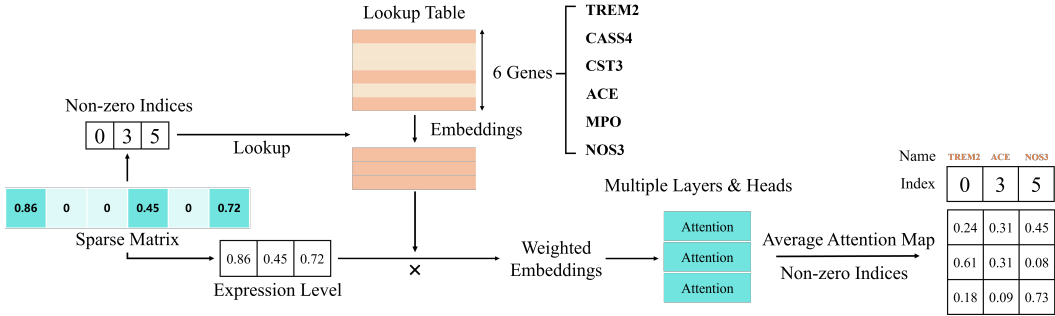 Lookup Table
6 Genes
TREM2
CASS4
CST3
ACE
MPO
NOS3
Non-zero Indices
0 3 5
Lookup
Embeddings
0.86 0 0 0.45 0 0.72
Sparse Matrix
0.86 0.45 0.72
Expression Level
×
Weighted
Embeddings
Multiple Layers & Heads
Attention
Attention
Attention
Average Attention Map
Non-zero Indices
Name TREM2 ACE NOS3
Index 0 3 5
0.24 0.31 0.45
0.61 0.31 0.08
0.18 0.09 0.73